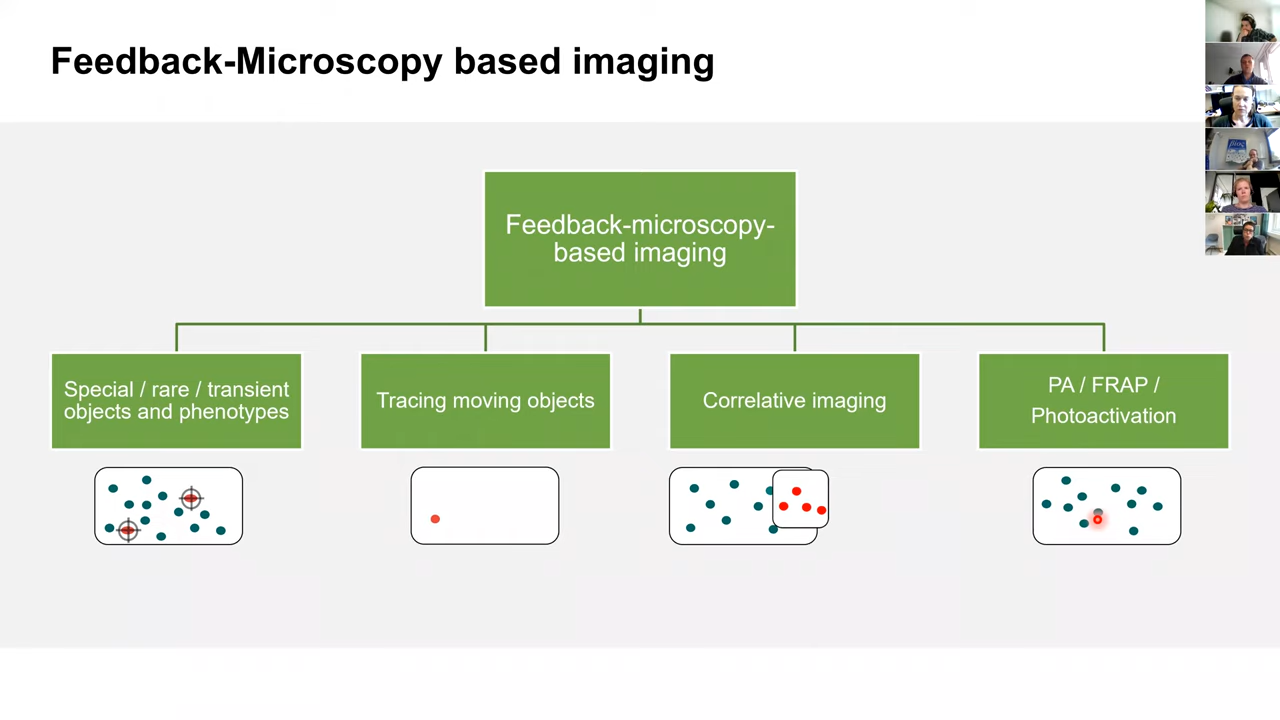 Feedback-Microscopy based imaging
Feedback-microscopy-
based imaging
Special / rare / transient
objects and phenotypes
Tracing moving objects
Correlative imaging
PA / FRAP /
Photoactivation